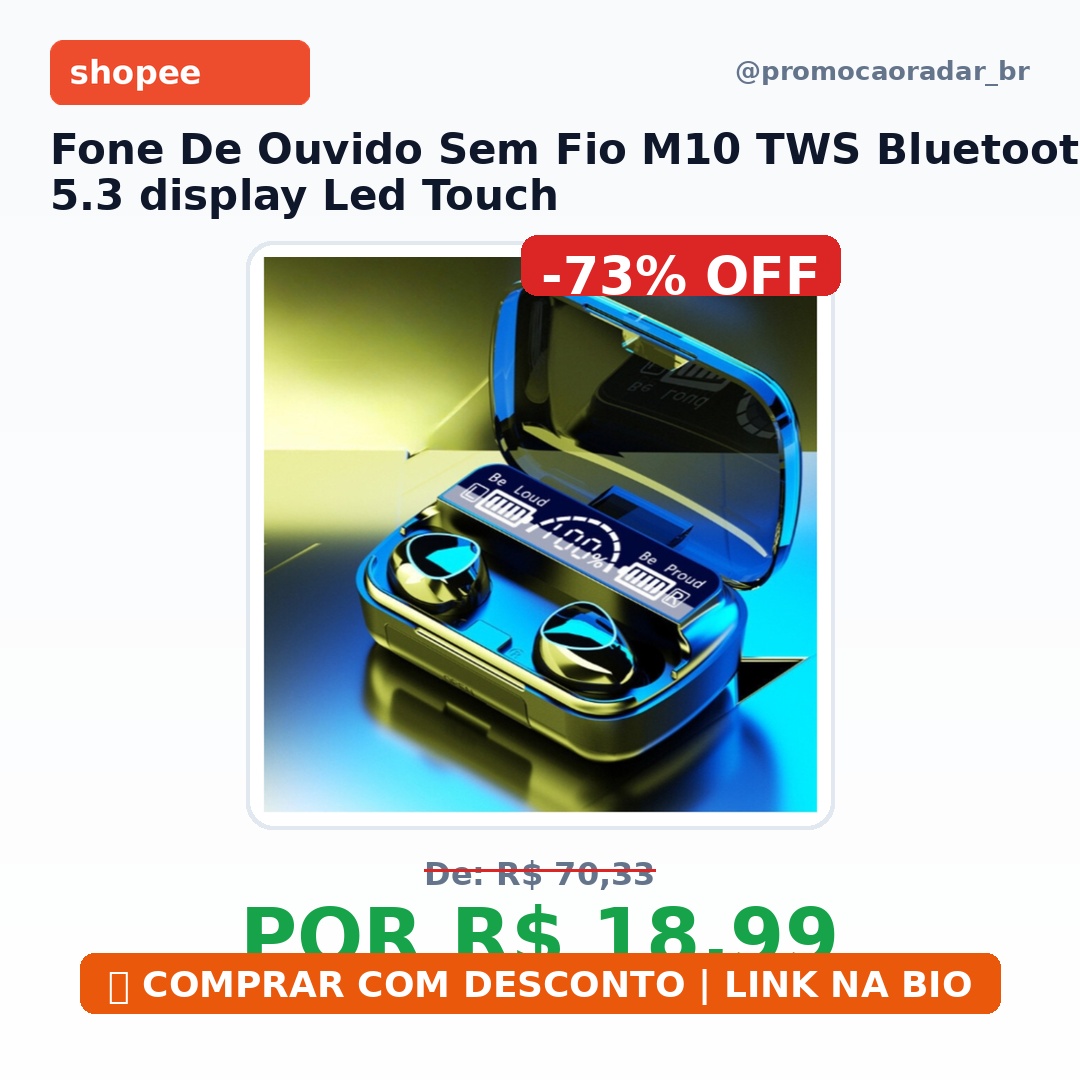 shopee
@promocaoradar_br
Fone De Ouvido Sem Fio M10 TWS Bluetoot
5.3 display Led Touch
-73% OFF
Be Loud
L
100%
Be Proud
R
De: R$ 70,33
POR R$ 18,99
COMPRAR COM DESCONTO | LINK NA BIO